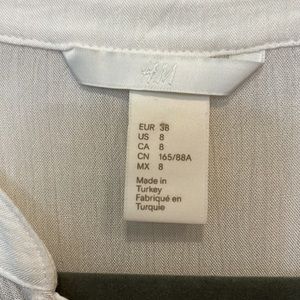 H&M
EUR 38
US 8
CA 8
CN 165/88A
MX 8
Made in
Turkey
Fabriqué en
Turquie